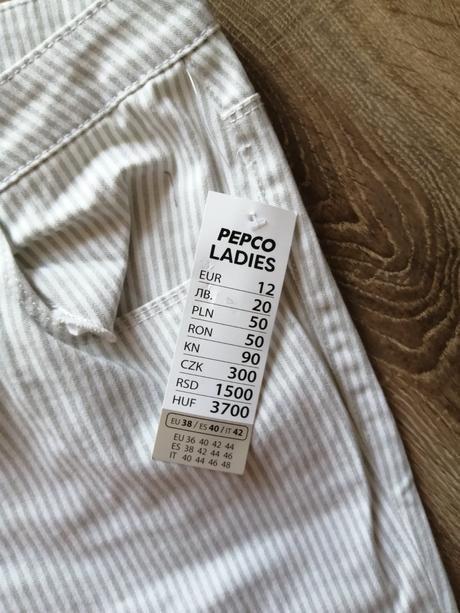 PEPCO
LADIES
EUR 12
ЛВ. 20
PLN 50
RON 50
KN 90
CZK 300
RSD 1500
HUF 3700
EU 38 / ES 40 / IT 42
EU 36 40 42 44
ES 38 42 44 46
IT 40 44 46 48